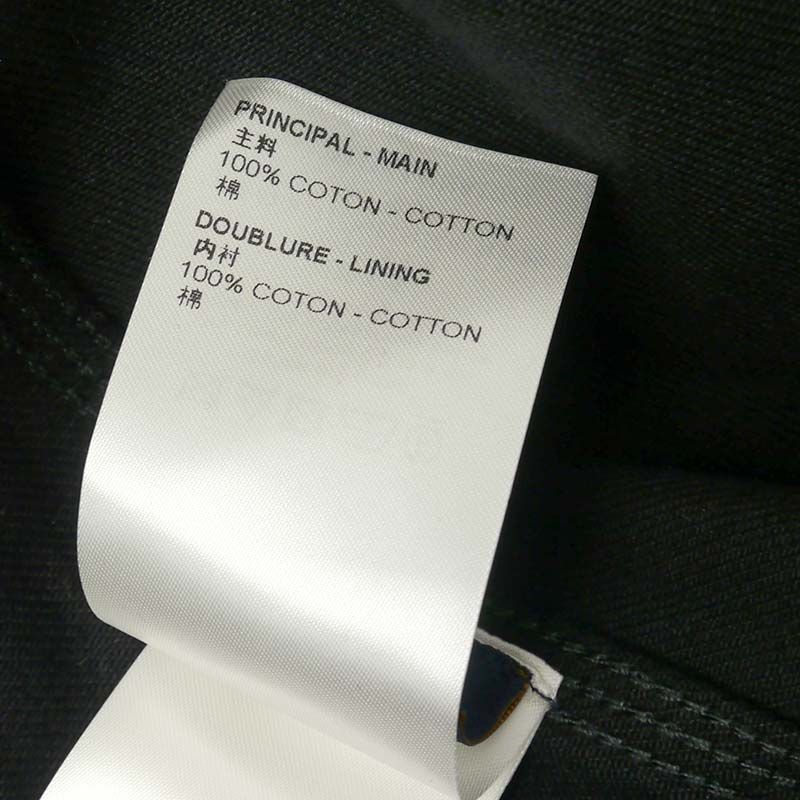 PRINCIPAL - MAIN
主料
100% COTON - COTTON
棉
DOUBLURE - LINING
内衬
100% COTON - COTTON
棉